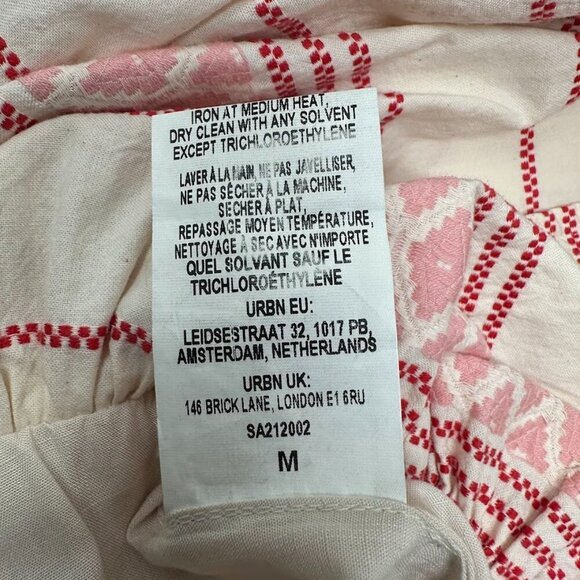 IRON AT MEDIUM HEAT,
DRY CLEAN WITH ANY SOLVENT
EXCEPT TRICHLOROETHYLENE
LAVER À LA MAIN, NE PAS JAVELLISER,
NE PAS SÉCHER À LA MACHINE,
SECHER À PLAT,
REPASSAGE MOYEN TEMPÉRATURE,
NETTOYAGE À SEC AVEC N'IMPORTE
QUEL SOLVANT SAUF LE
TRICHLOROÉTHYLÈNE
URBN EU:
LEIDSESTRAAT 32, 1017 PB,
AMSTERDAM, NETHERLANDS
URBN UK:
146 BRICK LANE, LONDON E1 6RU
SA212002
M